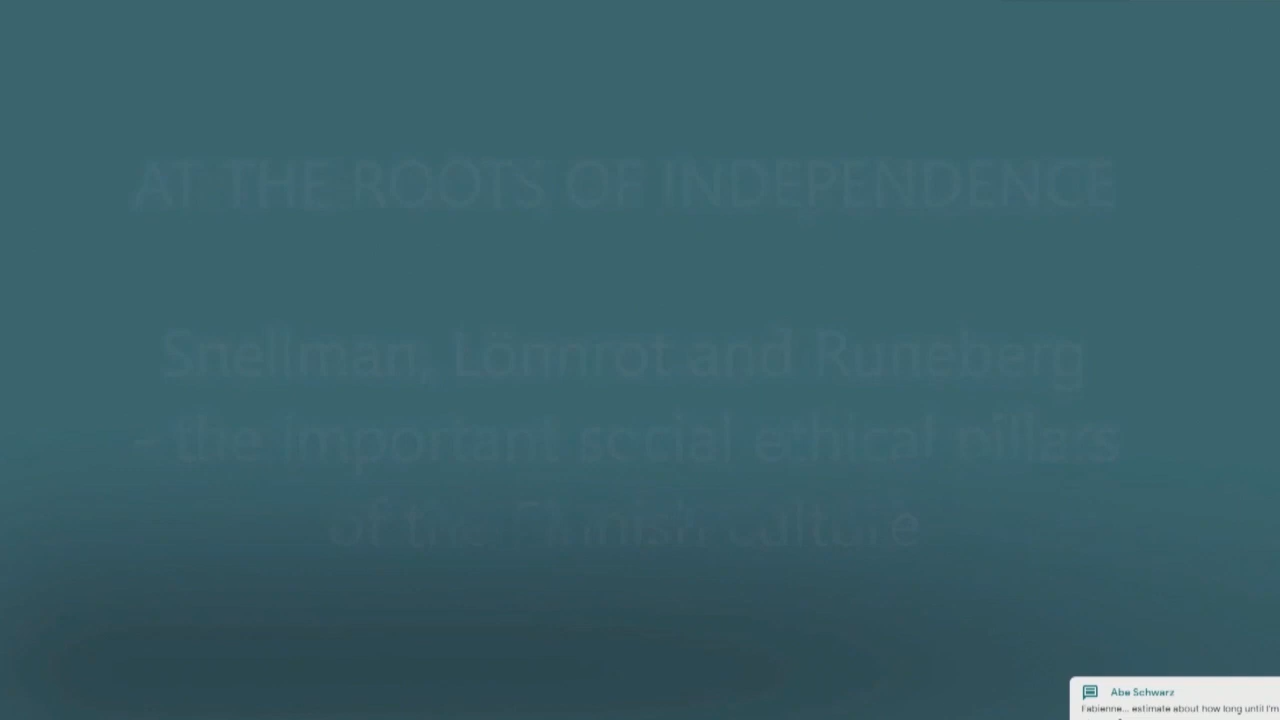 AT THE ROOTS OF INDEPENDENCE
Snellman, Lönnrot and Runeberg
- the important social ethical pillars
of the Finnish culture
Abe Schwarz
Fabienne... estimate about how long until I'm